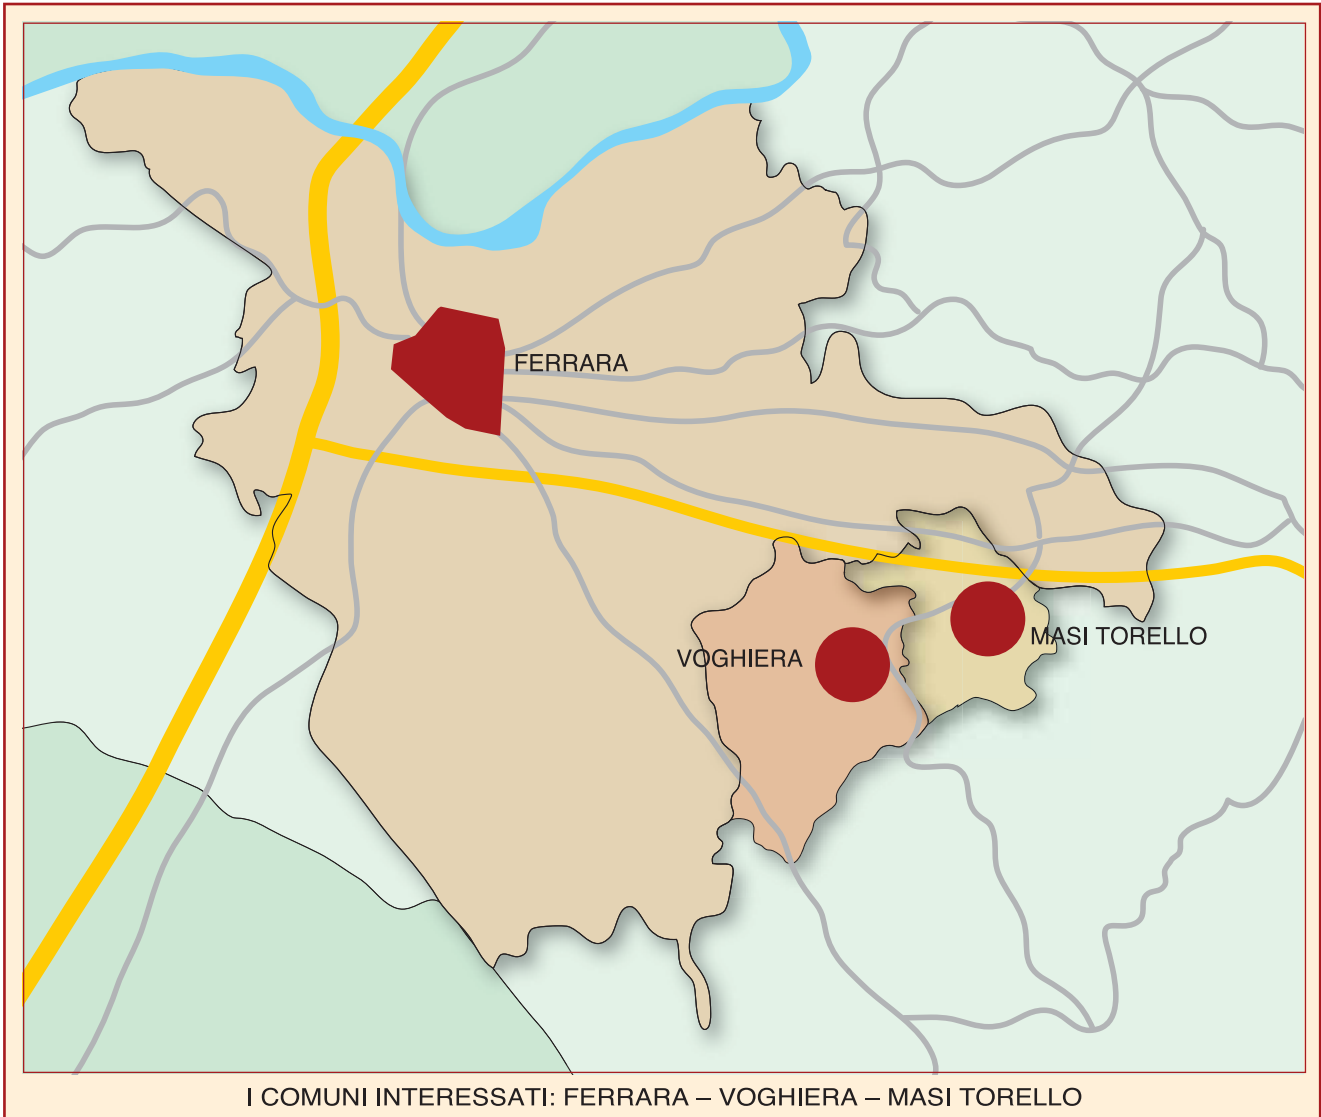 FERRARA
MASI TORELLO
VOGHIERA
I COMUNI INTERESSATI: FERRARA – VOGHIERA – MASI TORELLO